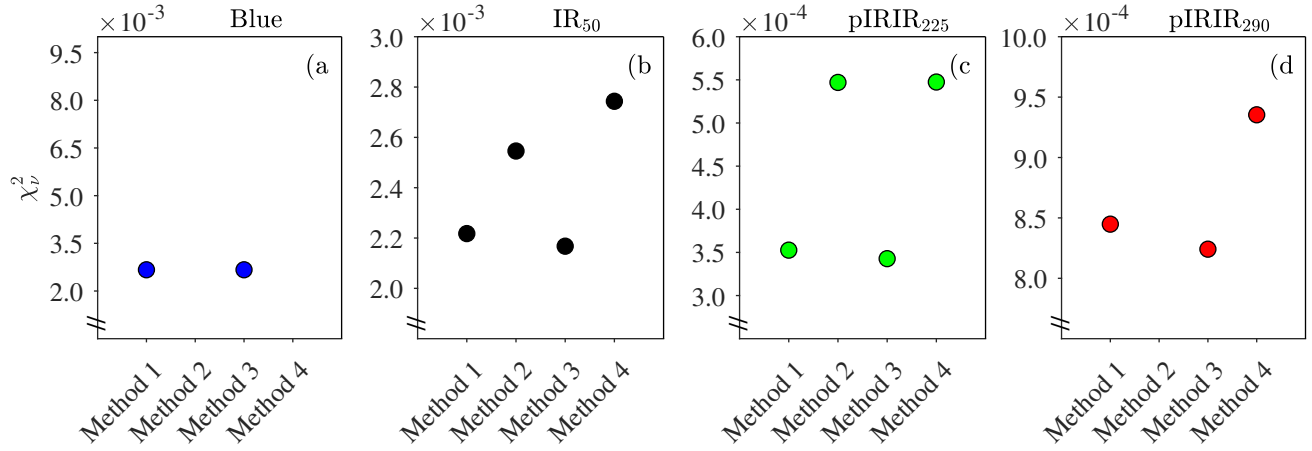 ×10⁻³ Blue
(a
9.5
8.0
6.5
5.0
3.5
2.0
χ²ᵥ
Method 1
Method 2
Method 3
Method 4
×10⁻³ IR₅₀
(b
3.0
2.8
2.6
2.4
2.2
2.0
Method 1
Method 2
Method 3
Method 4
×10⁻⁴ pIRIR₂₂₅
(c
6.0
5.5
5.0
4.5
4.0
3.5
3.0
Method 1
Method 2
Method 3
Method 4
×10⁻⁴ pIRIR₂₉₀
(d
10.0
9.5
9.0
8.5
8.0
Method 1
Method 2
Method 3
Method 4